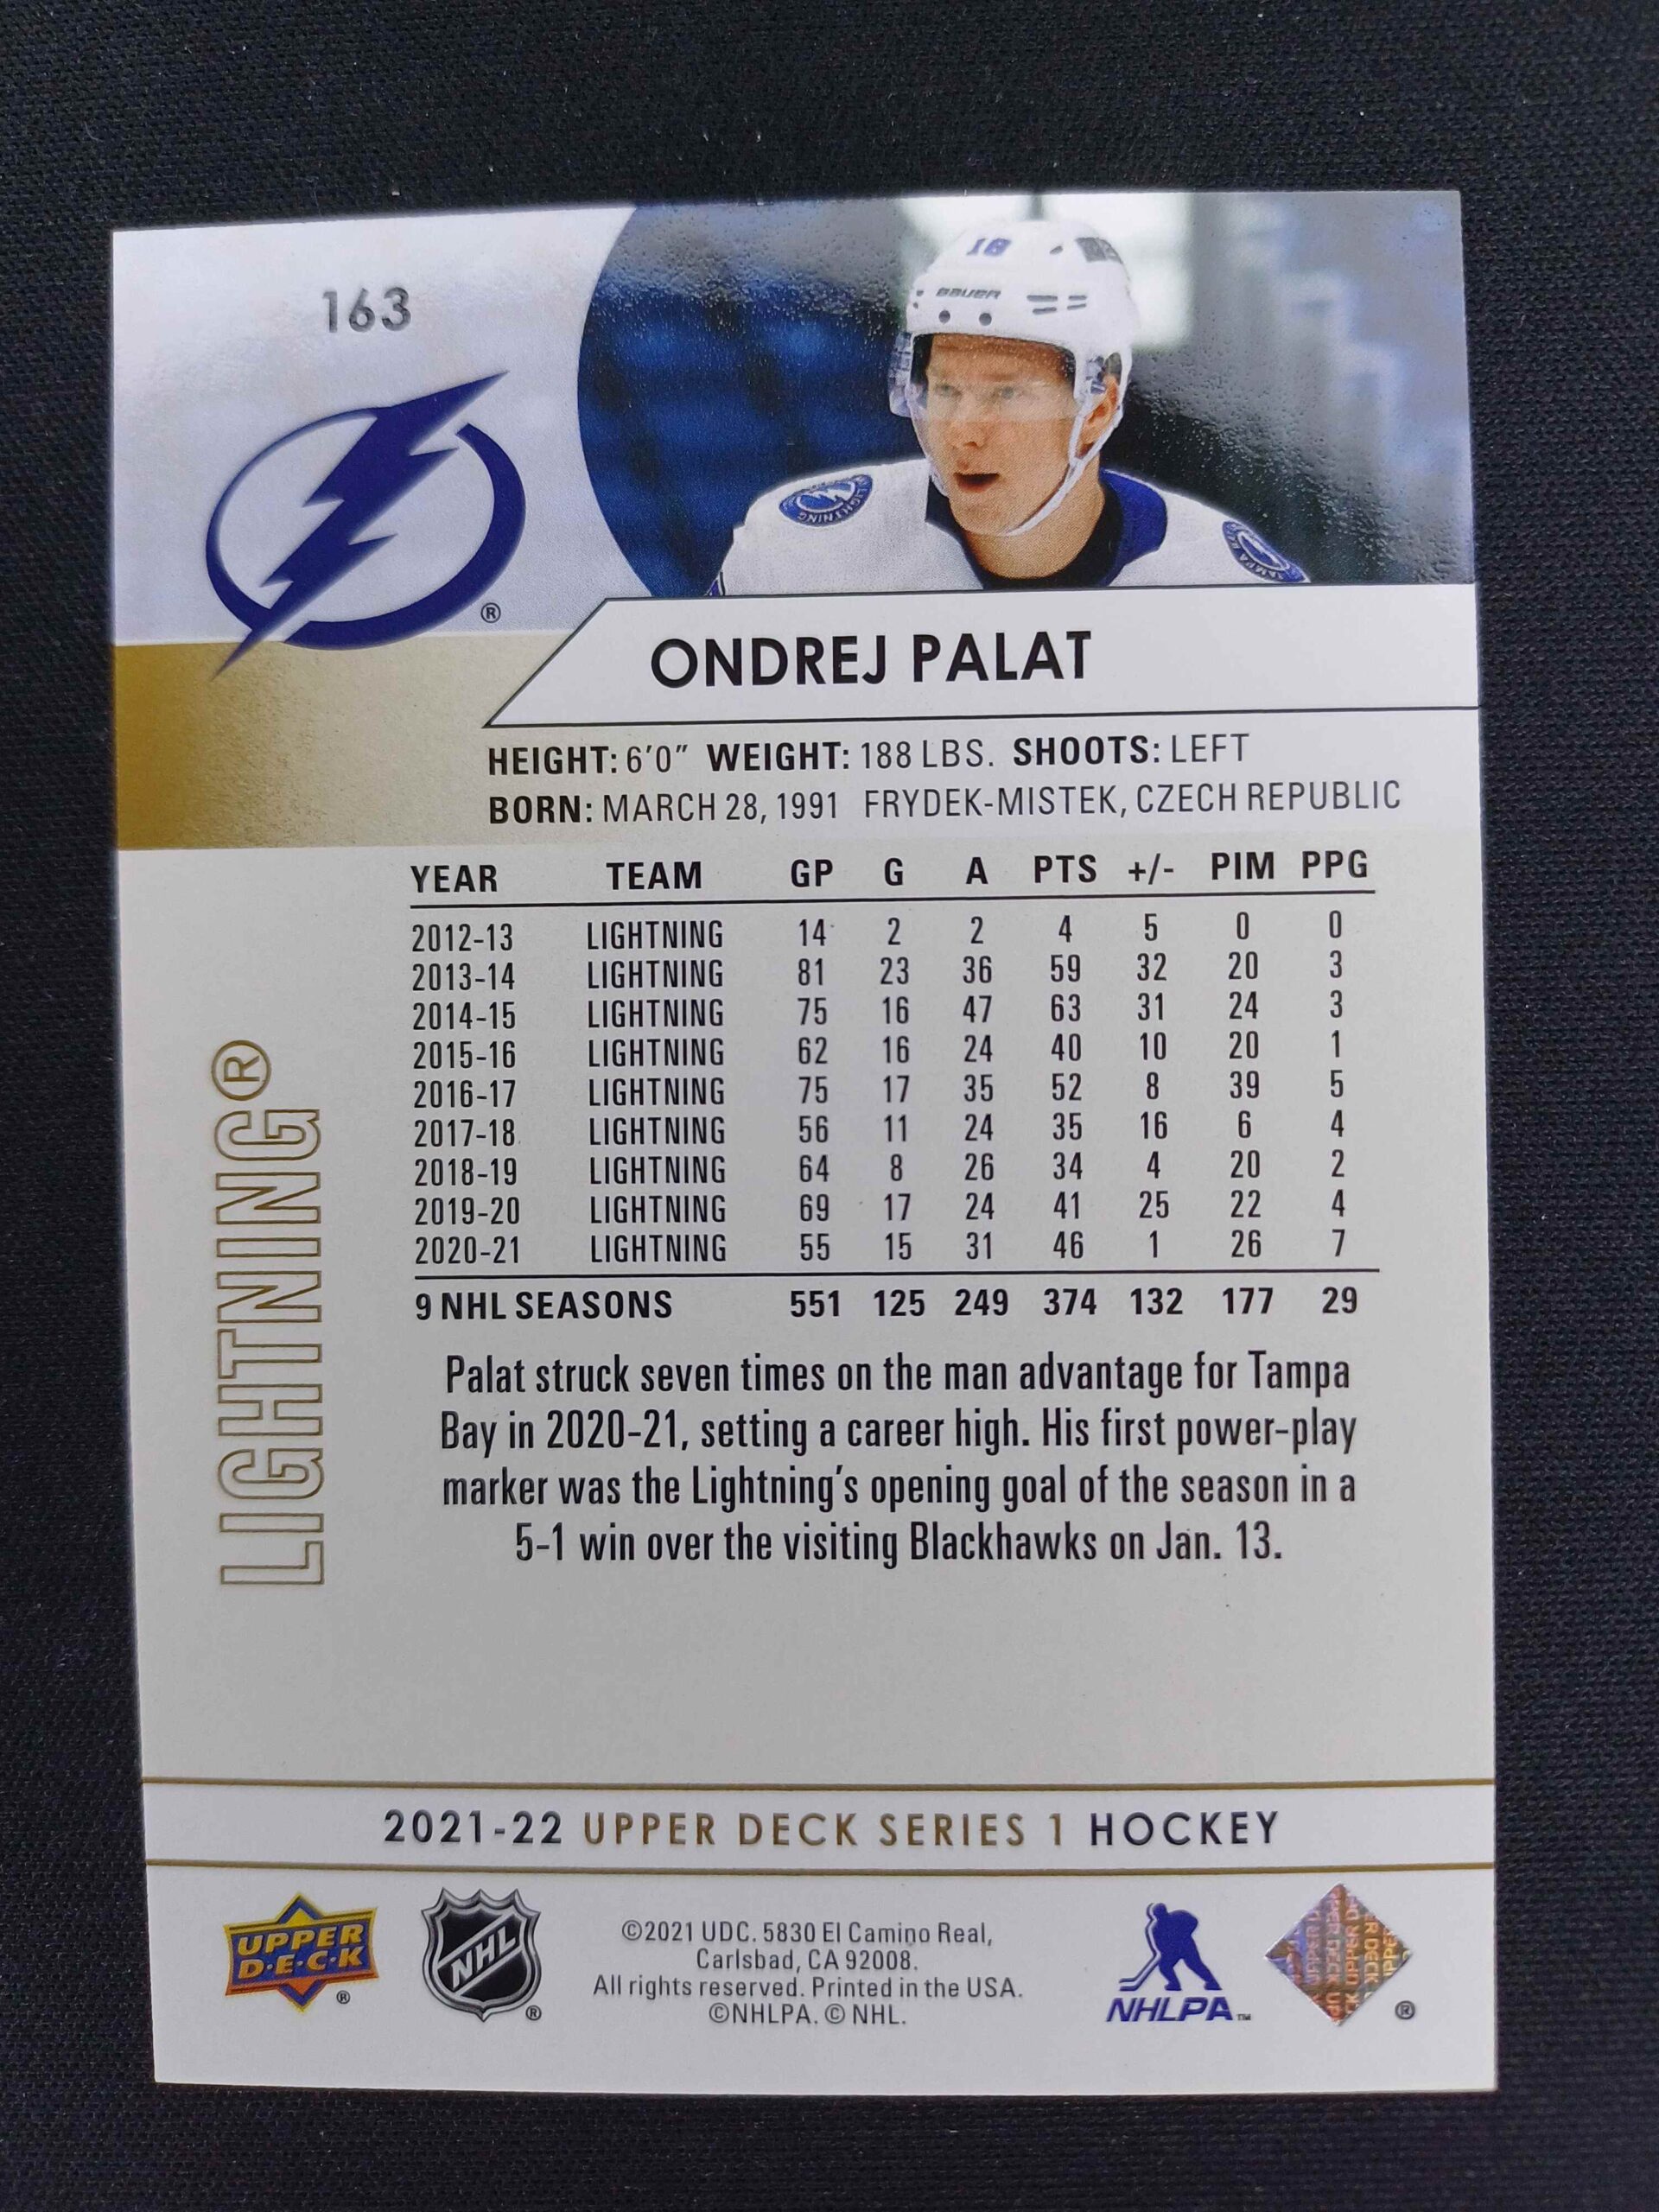 163
18
BAUER
LIGHTNING
TAMPA
®
ONDREJ PALAT
HEIGHT: 6'0" WEIGHT: 188 LBS. SHOOTS: LEFT
BORN: MARCH 28, 1991 FRYDEK-MISTEK, CZECH REPUBLIC
YEAR TEAM GP G A PTS +/- PIM PPG
2012-13 LIGHTNING 14 2 2 4 5 0 0
2013-14 LIGHTNING 81 23 36 59 32 20 3
2014-15 LIGHTNING 75 16 47 63 31 24 3
2015-16 LIGHTNING 62 16 24 40 10 20 1
2016-17 LIGHTNING 75 17 35 52 8 39 5
2017-18 LIGHTNING 56 11 24 35 16 6 4
2018-19 LIGHTNING 64 8 26 34 4 20 2
2019-20 LIGHTNING 69 17 24 41 25 22 4
2020-21 LIGHTNING 55 15 31 46 1 26 7
9 NHL SEASONS 551 125 249 374 132 177 29
LIGHTNING®
Palat struck seven times on the man advantage for Tampa
Bay in 2020-21, setting a career high. His first power-play
marker was the Lightning's opening goal of the season in a
5-1 win over the visiting Blackhawks on Jan. 13.
2021-22 UPPER DECK SERIES 1 HOCKEY
UPPER
D·E·C·K
®
NHL
®
©2021 UDC. 5830 El Camino Real,
Carlsbad, CA 92008.
All rights reserved. Printed in the USA.
©NHLPA. © NHL.
NHLPA™
UPPER DECK
®